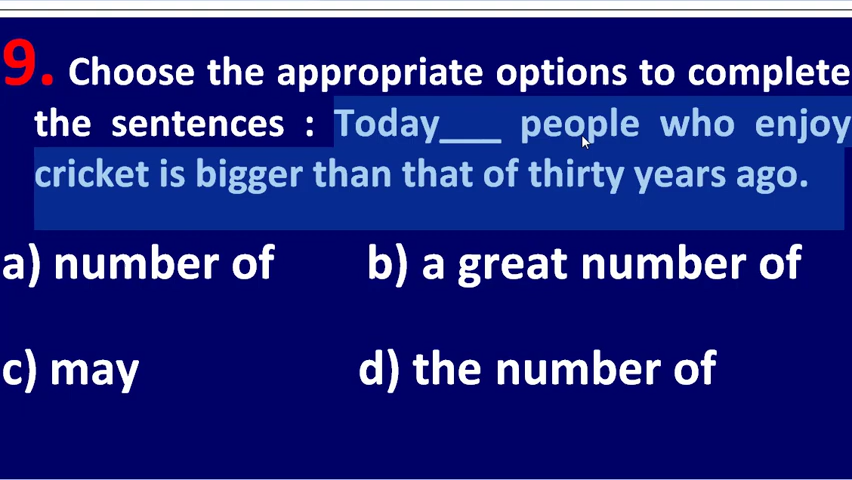 9. Choose the appropriate options to complete
the sentences : Today___ people who enjoy
cricket is bigger than that of thirty years ago.
a) number of b) a great number of
c) may d) the number of